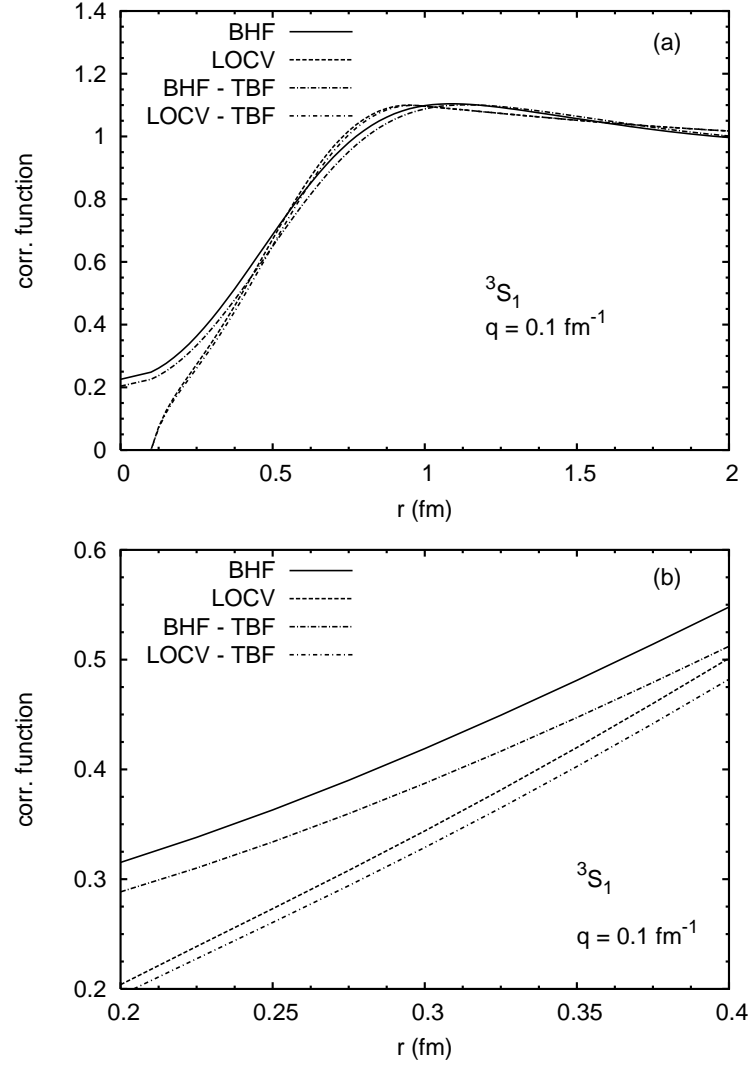 1.4
1.2
1
0.8
0.6
0.4
0.2
0
corr. function
BHF
LOCV
BHF - TBF
LOCV - TBF
(a)
³S₁
q = 0.1 fm⁻¹
0 0.5 1 1.5 2
r (fm)
0.6
0.5
0.4
0.3
0.2
corr. function
BHF
LOCV
BHF - TBF
LOCV - TBF
(b)
³S₁
q = 0.1 fm⁻¹
0.2 0.25 0.3 0.35 0.4
r (fm)